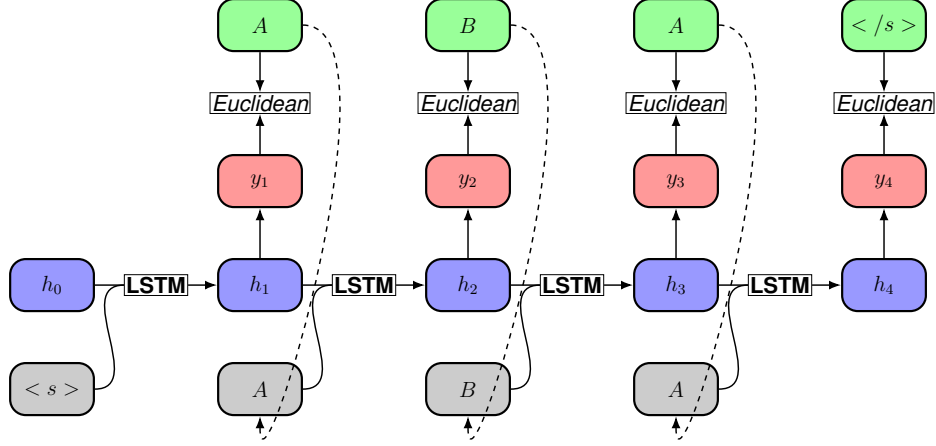 A B A < /s >
Euclidean Euclidean Euclidean Euclidean
y₁ y₂ y₃ y₄
h₀ LSTM h₁ LSTM h₂ LSTM h₃ LSTM h₄
< s > A B A